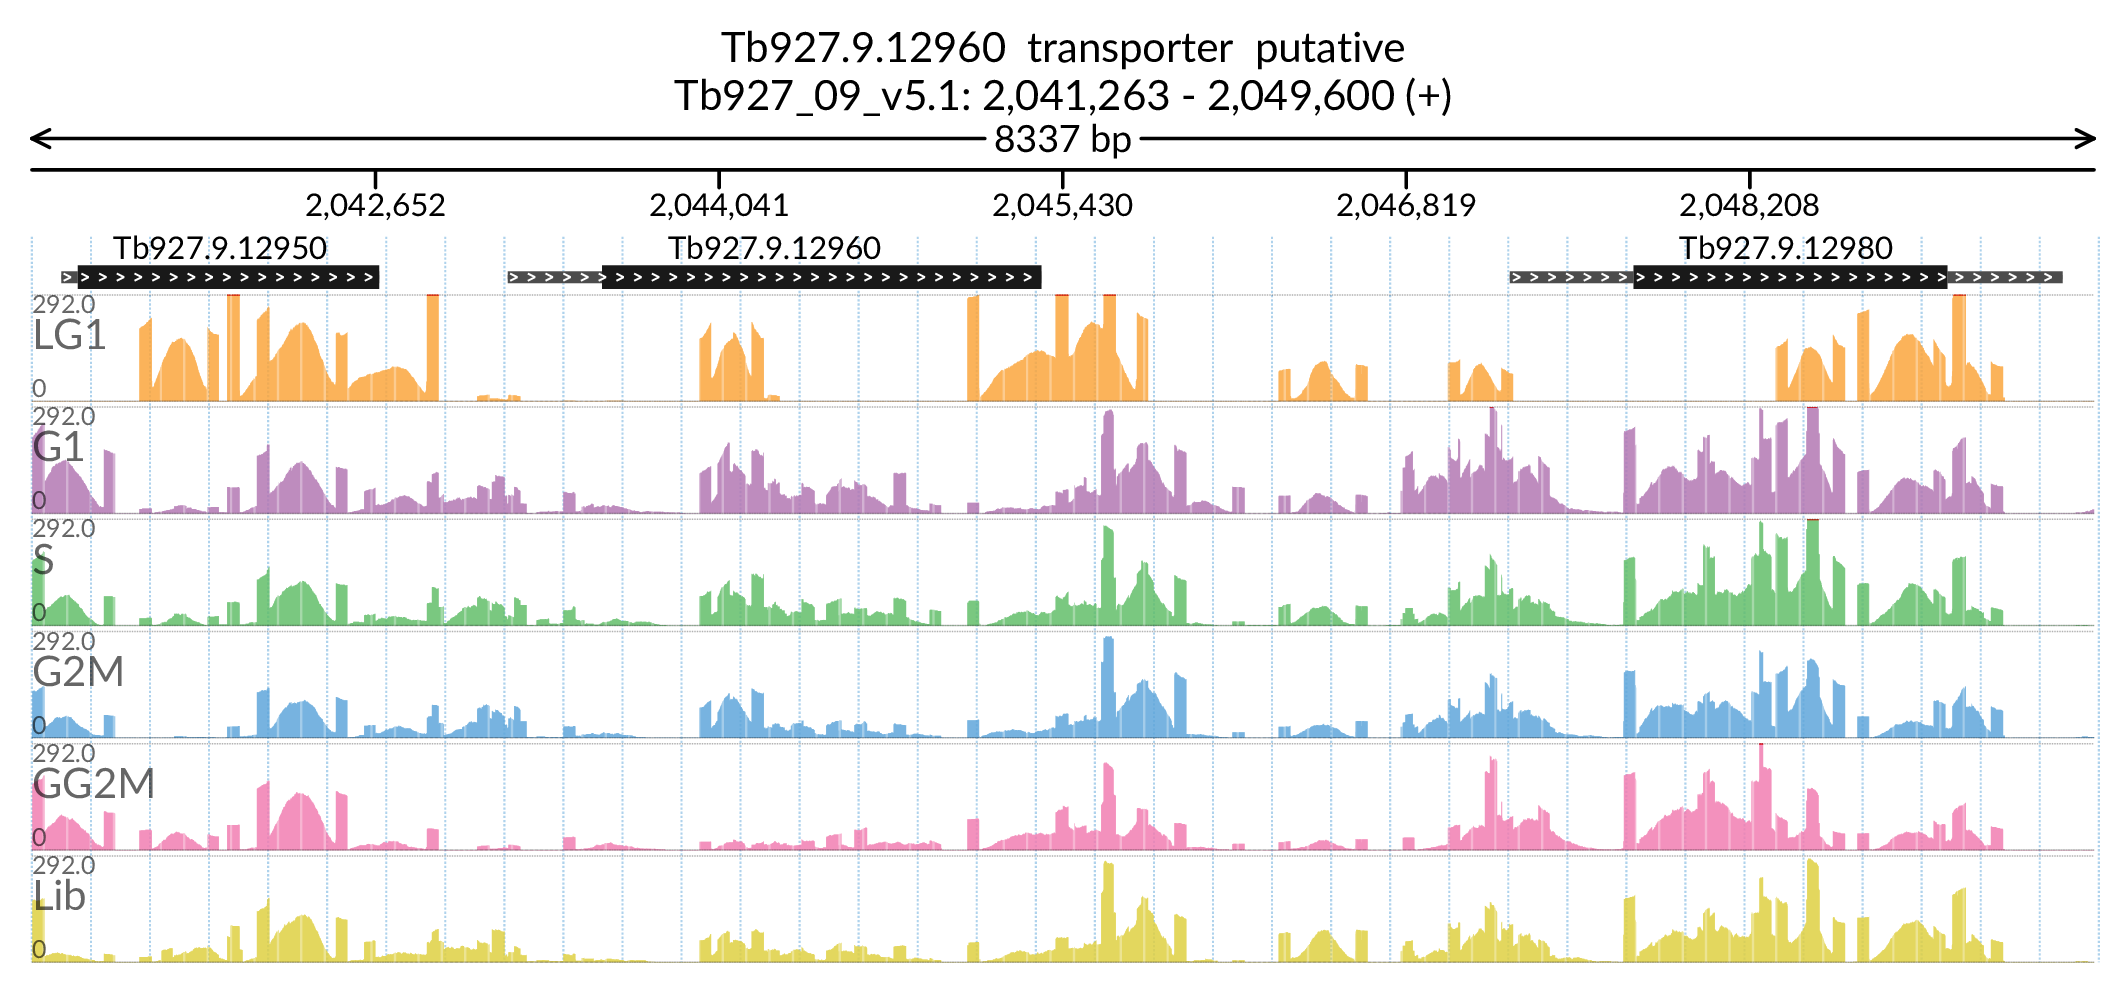 Tb927.9.12960 transporter putative
Tb927_09_v5.1: 2,041,263 - 2,049,600 (+)
8337 bp
2,042,652 2,044,041 2,045,430 2,046,819 2,048,208
Tb927.9.12950 Tb927.9.12960 Tb927.9.12980
292.0
LG1
0
292.0
G1
0
292.0
S
0
292.0
G2M
0
292.0
GG2M
0
292.0
Lib
0